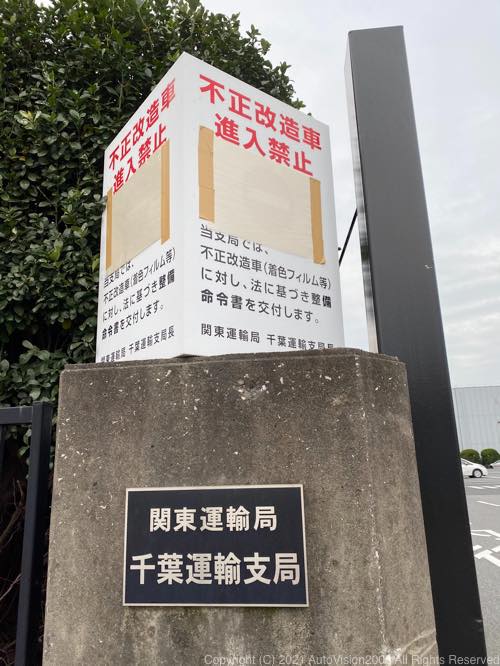 不正改造車
進入禁止
当支局では、
不正改造車(着色フィルム等)
に対し、法に基づき整備
命令書を交付します。
関東運輸局 千葉運輸支局長
不正改造車
進入禁止
当支局では、
不正改造車(着色フィルム等)
に対し、法に基づき整備
命令書を交付します。
関東運輸局 千葉運輸支局長
関東運輸局
千葉運輸支局
Copyright (C) 2021 AutoVision2000 All Rights Reserved